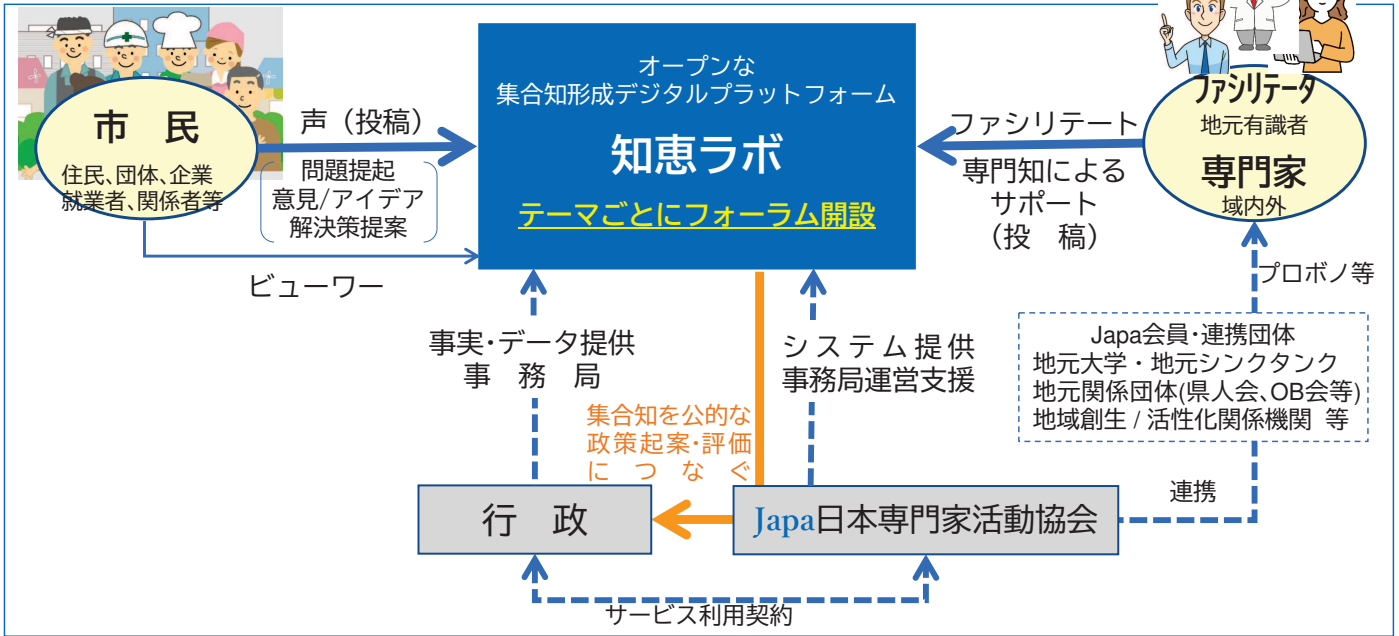 オープンな
集合知形成デジタルプラットフォーム
知恵ラボ
テーマごとにフォーラム開設
市 民
住民、団体、企業
就業者、関係者等
声（投稿）
問題提起
意見/アイデア
解決策提案
ビューワー
ファシリテート
専門知による
サポート
（投 稿）
ファシリテータ
地元有識者
専門家
域内外
プロボノ等
Japa会員･連携団体
地元大学・地元シンクタンク
地元関係団体(県人会、OB会等)
地域創生 / 活性化関係機関 等
連携
事実･データ提供
事 務 局
システム提供
事務局運営支援
集合知を公的な
政策起案･評価
につなぐ
行 政
Japa日本専門家活動協会
サービス利用契約